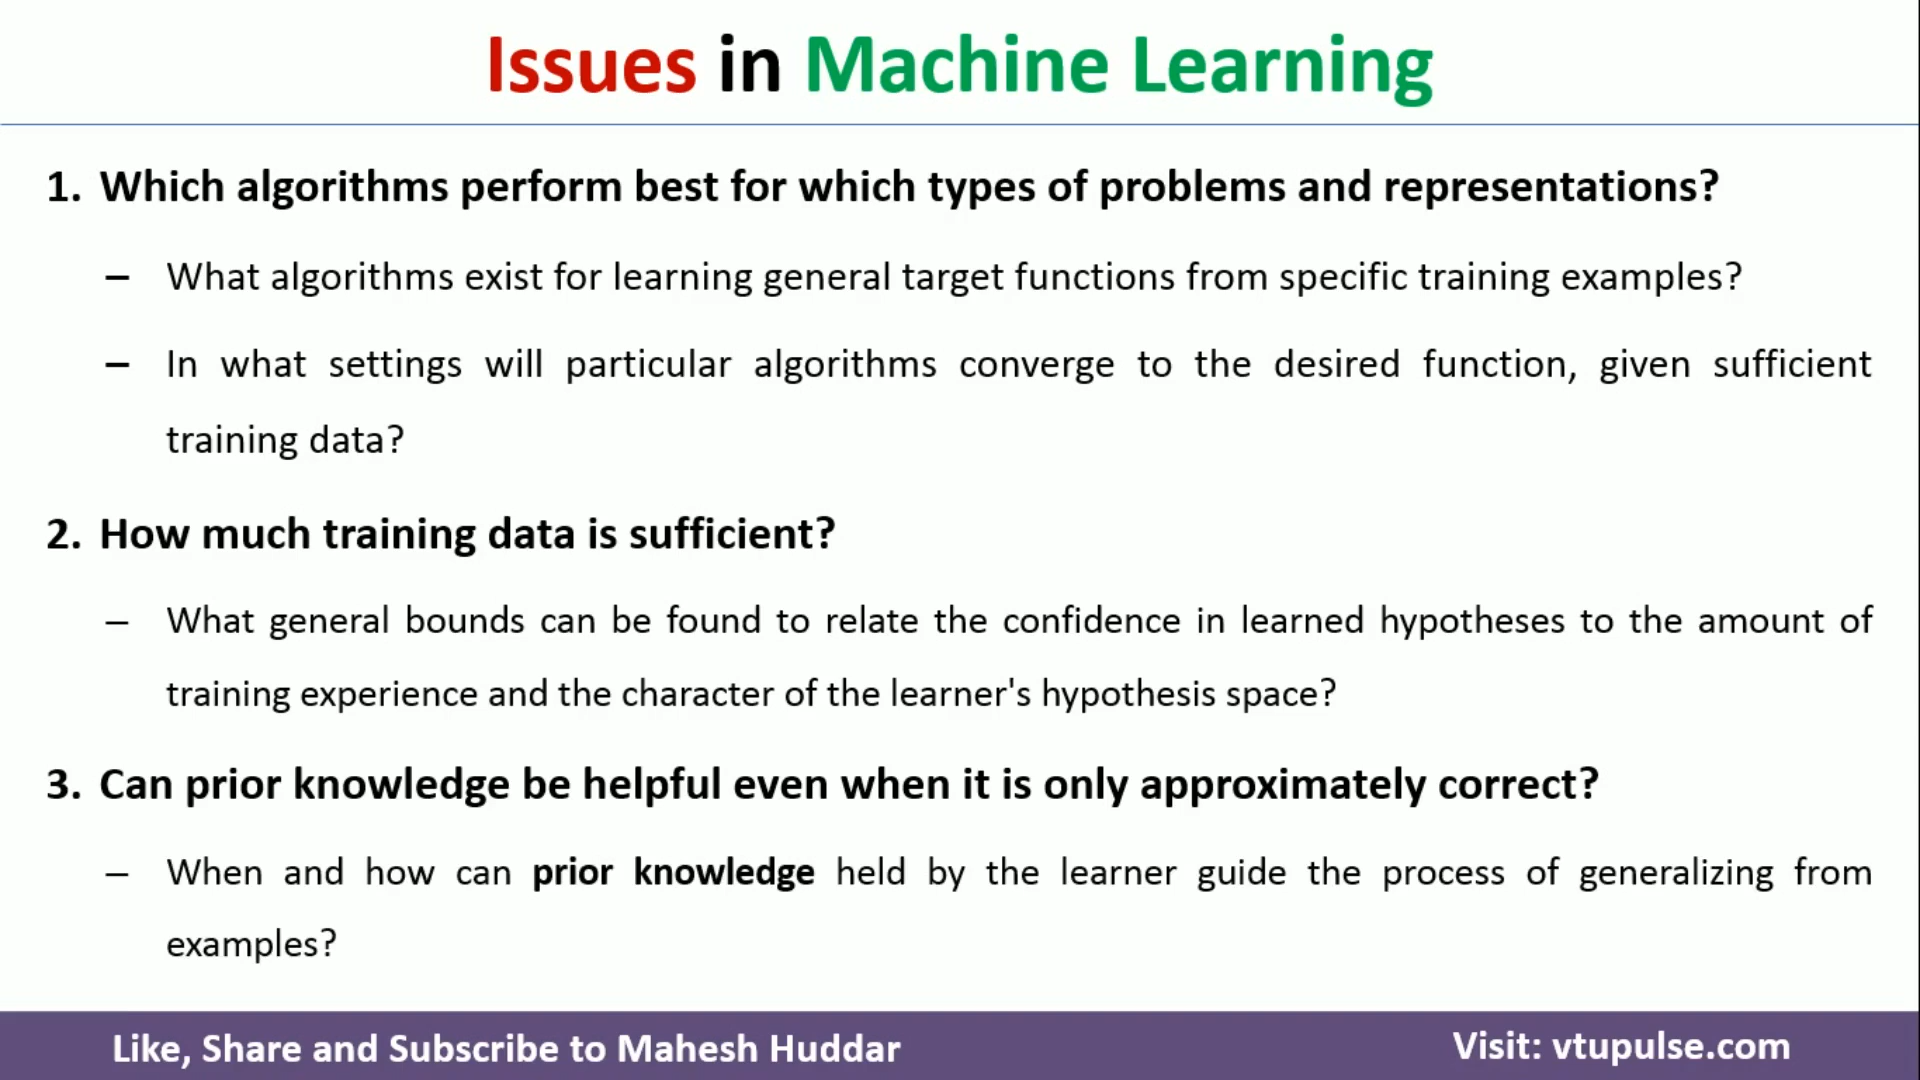 Issues in Machine Learning
1. Which algorithms perform best for which types of problems and representations?
– What algorithms exist for learning general target functions from specific training examples?
– In what settings will particular algorithms converge to the desired function, given sufficient
training data?
2. How much training data is sufficient?
– What general bounds can be found to relate the confidence in learned hypotheses to the amount of
training experience and the character of the learner's hypothesis space?
3. Can prior knowledge be helpful even when it is only approximately correct?
– When and how can prior knowledge held by the learner guide the process of generalizing from
examples?
Like, Share and Subscribe to Mahesh Huddar
Visit: vtupulse.com